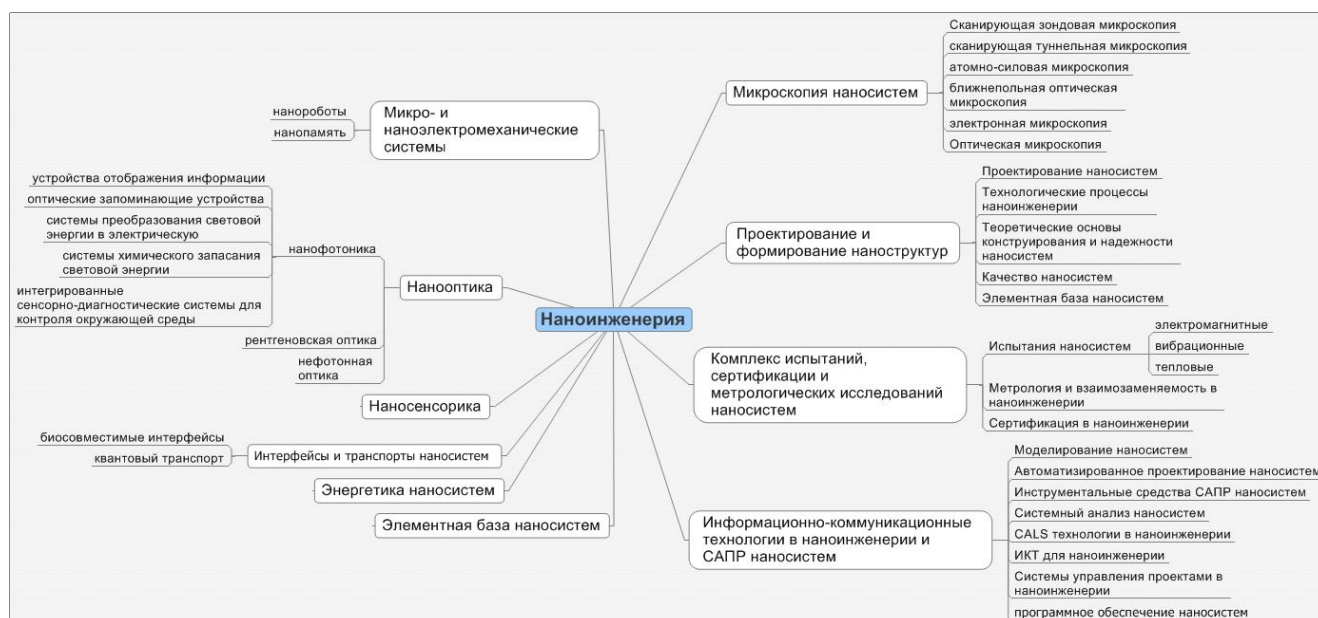 Наноинженерия
Микро- и
наноэлектромеханические
системы
нанороботы
нанопамять
Нанооптика
нанофотоника
устройства отображения информации
оптические запоминающие устройства
системы преобразования световой
энергии в электрическую
системы химического запасания
световой энергии
интегрированные
сенсорно-диагностические системы для
контроля окружающей среды
рентгеновская оптика
нефотонная
оптика
Наносенсорика
Интерфейсы и транспорты наносистем
биосовместимые интерфейсы
квантовый транспорт
Энергетика наносистем
Элементная база наносистем
Микроскопия наносистем
Сканирующая зондовая микроскопия
сканирующая туннельная микроскопия
атомно-силовая микроскопия
ближнепольная оптическая
микроскопия
электронная микроскопия
Оптическая микроскопия
Проектирование и
формирование наноструктур
Проектирование наносистем
Технологические процессы
наноинженерии
Теоретические основы
конструирования и надежности
наносистем
Качество наносистем
Элементная база наносистем
Комплекс испытаний,
сертификации и
метрологических исследований
наносистем
Испытания наносистем
электромагнитные
вибрационные
тепловые
Метрология и взаимозаменяемость в
наноинженерии
Сертификация в наноинженерии
Информационно-коммуникационные
технологии в наноинженерии и
САПР наносистем
Моделирование наносистем
Автоматизированное проектирование наносистем
Инструментальные средства САПР наносистем
Системный анализ наносистем
CALS технологии в наноинженерии
ИКТ для наноинженерии
Системы управления проектами в
наноинженерии
программное обеспечение наносистем